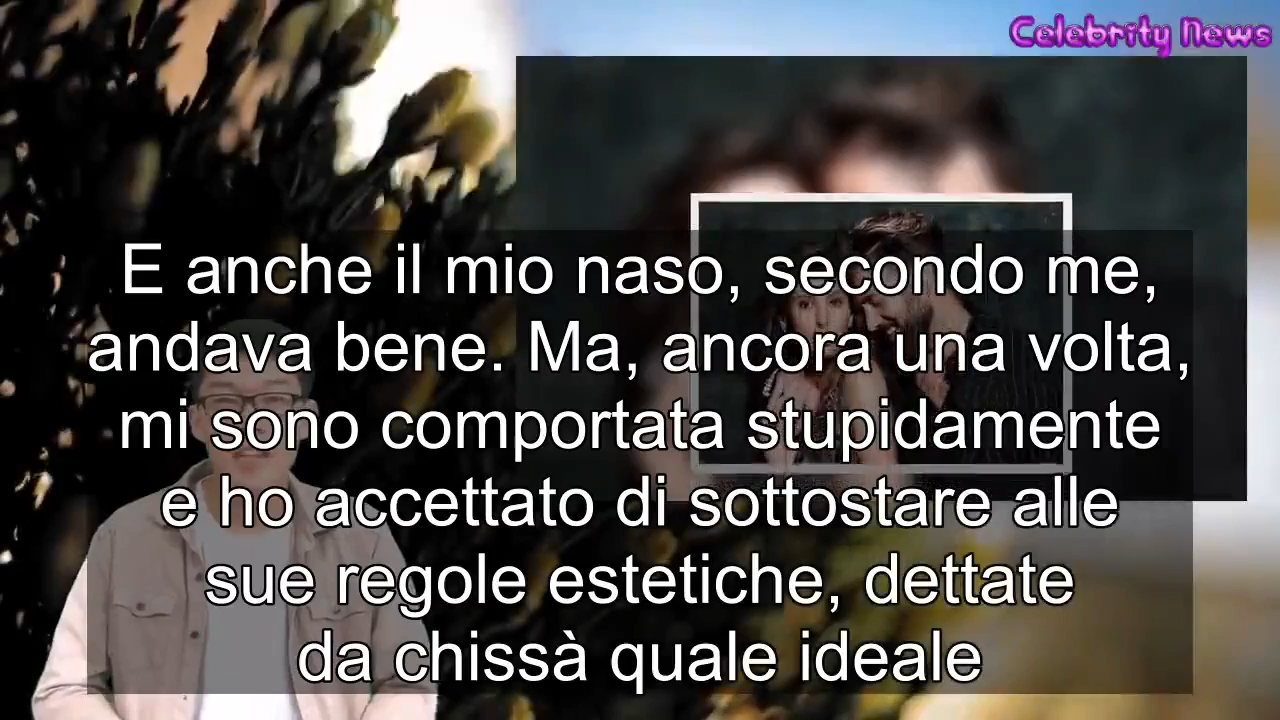 Celebrity News
E anche il mio naso, secondo me,
andava bene. Ma, ancora una volta,
mi sono comportata stupidamente
e ho accettato di sottostare alle
sue regole estetiche, dettate
da chissà quale ideale